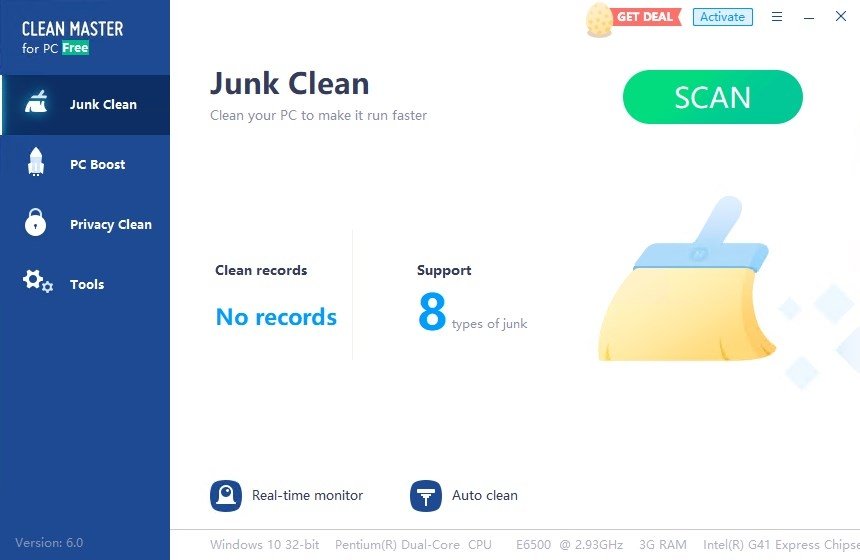 CLEAN MASTER
for PC Free
GET DEAL
Activate
Junk Clean
PC Boost
Privacy Clean
Tools
Version: 6.0
Junk Clean
Clean your PC to make it run faster
SCAN
Clean records
No records
Support
8 types of junk
Real-time monitor
Auto clean
Windows 10 32-bit Pentium(R) Dual-Core CPU E6500 @ 2.93GHz 3G RAM Intel(R) G41 Express Chipse